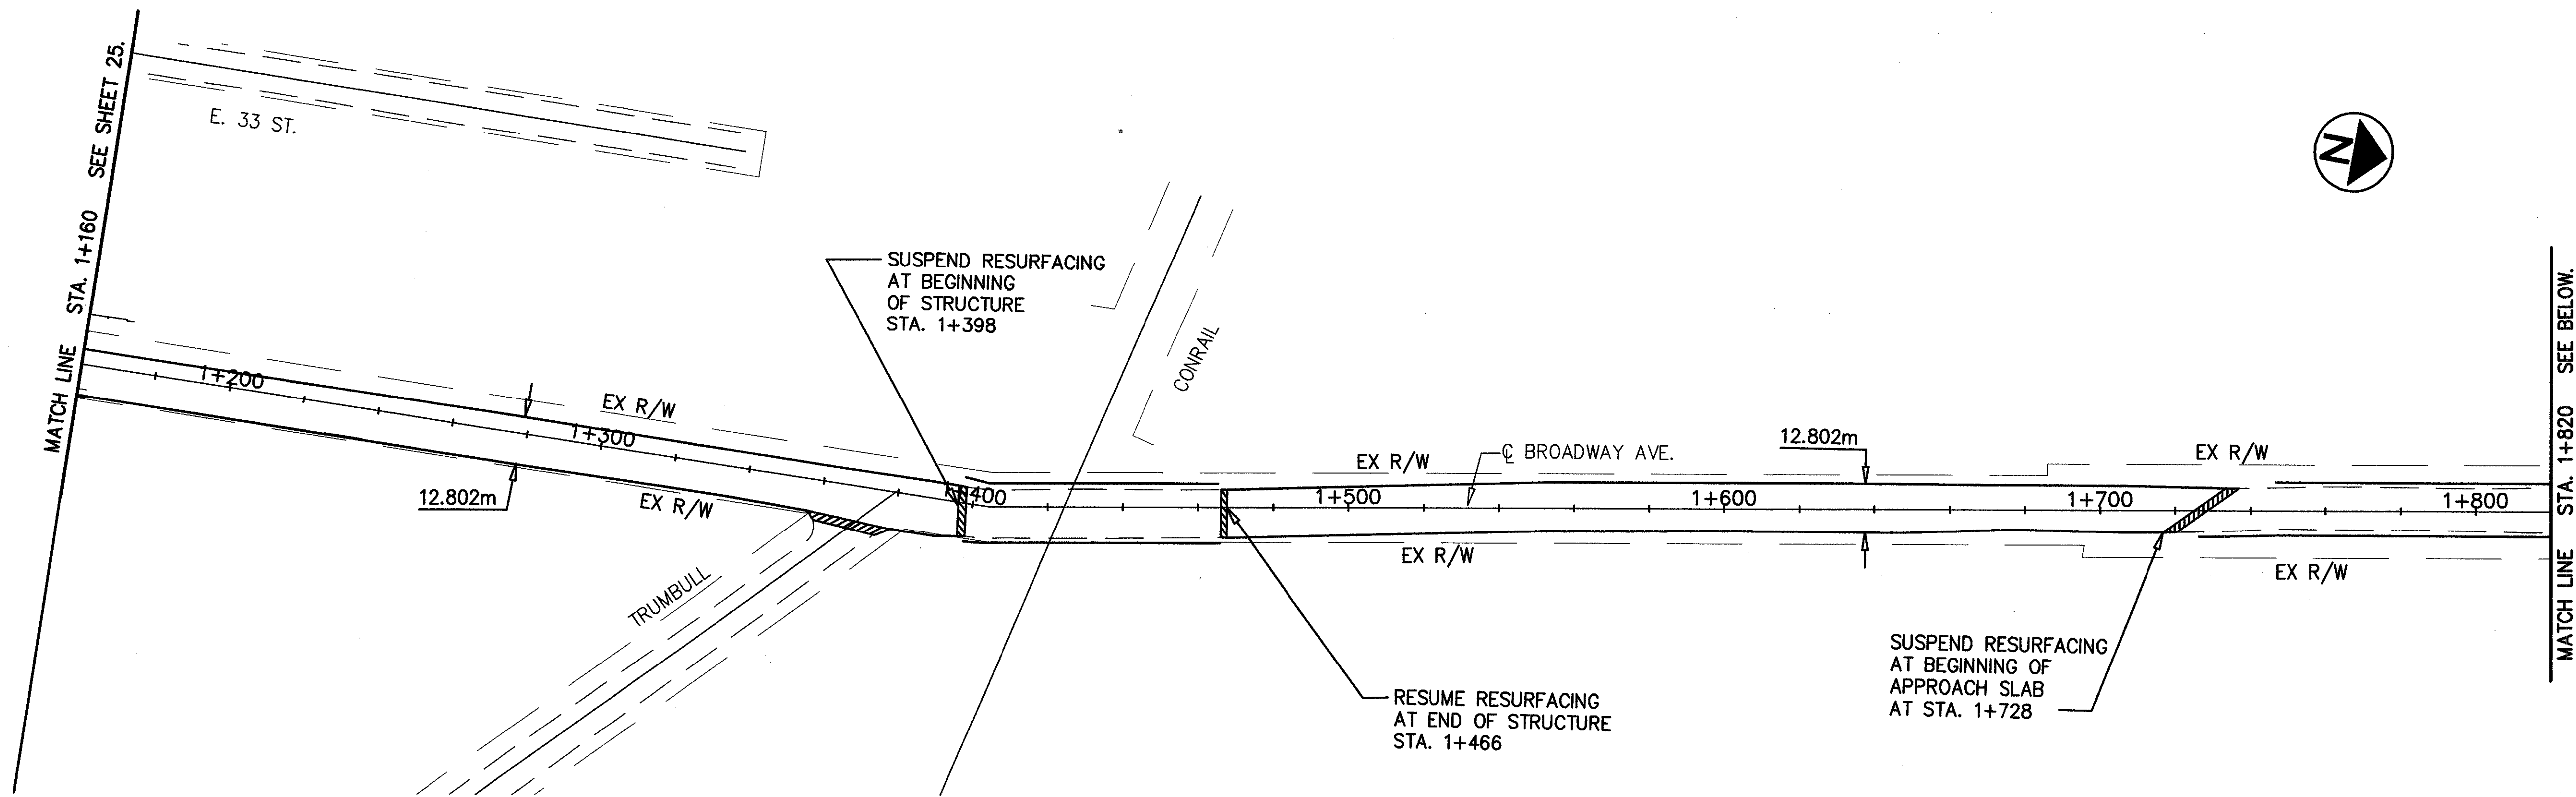 MATCH LINE STA. 1+160 SEE SHEET 25.
E. 33 ST.
N
SUSPEND RESURFACING
AT BEGINNING
OF STRUCTURE
STA. 1+398
CONRAIL
1+200
EX R/W
1+300
12.802m
EX R/W
TRUMBULL
1+400
EX R/W
℄ BROADWAY AVE.
12.802m
EX R/W
1+500
1+600
1+700
1+800
EX R/W
EX R/W
RESUME RESURFACING
AT END OF STRUCTURE
STA. 1+466
SUSPEND RESURFACING
AT BEGINNING OF
APPROACH SLAB
AT STA. 1+728
MATCH LINE STA. 1+820 SEE BELOW.